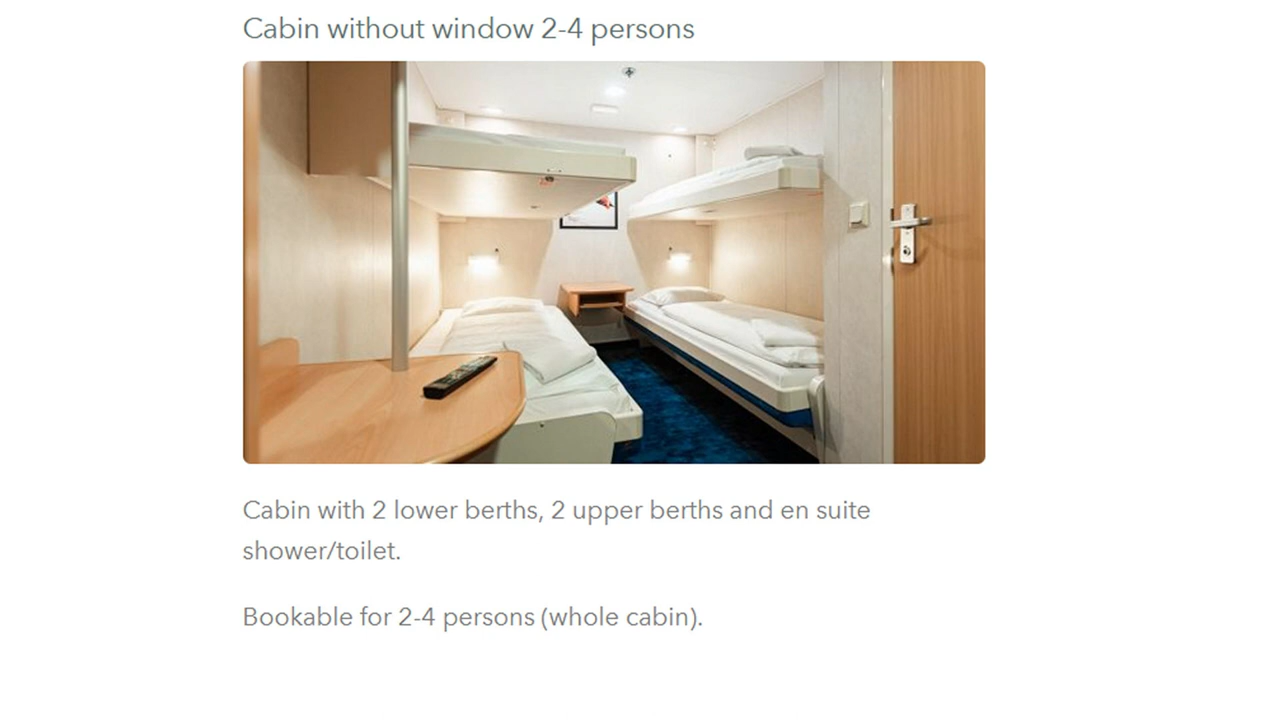 Cabin without window 2-4 persons
Cabin with 2 lower berths, 2 upper berths and en suite
shower/toilet.
Bookable for 2-4 persons (whole cabin).